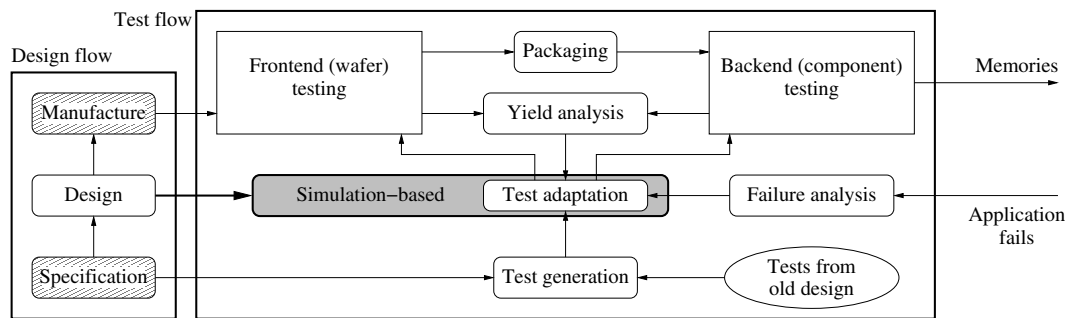 Test flow
Design flow
Packaging
Frontend (wafer)
testing
Backend (component)
testing
Memories
Manufacture
Yield analysis
Design
Simulation−based
Test adaptation
Failure analysis
Application
fails
Specification
Test generation
Tests from
old design